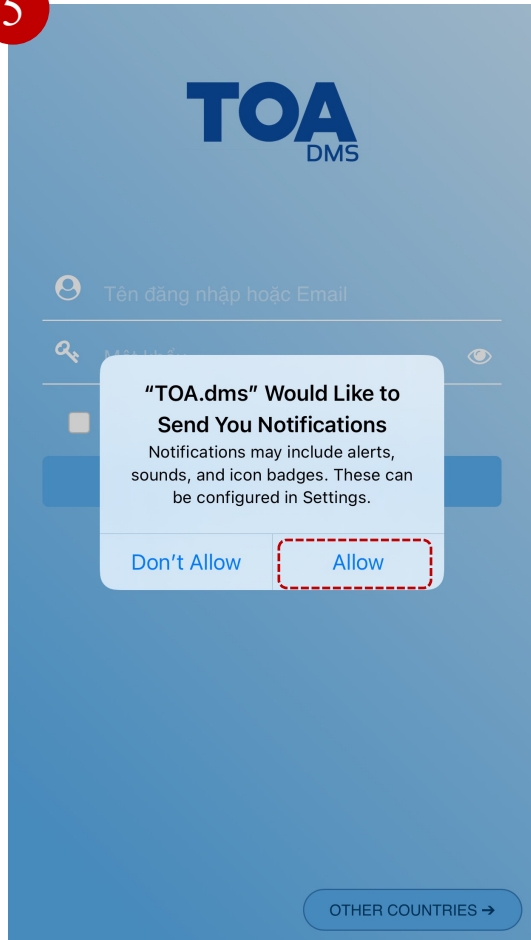 5
TOA
DMS
Tên đăng nhập hoặc Email
“TOA.dms” Would Like to
Send You Notifications
Notifications may include alerts,
sounds, and icon badges. These can
be configured in Settings.
Don’t Allow
Allow
OTHER COUNTRIES →